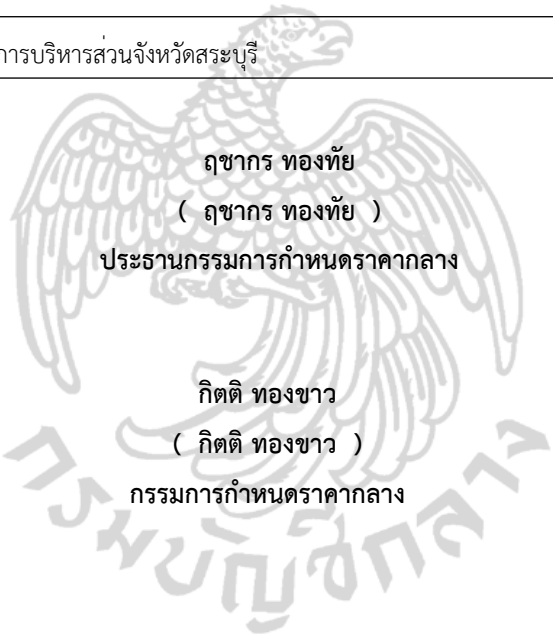 การบริหารส่วนจังหวัดสระบุรี
ฤชากร ทองทัย
( ฤชากร ทองทัย )
ประธานกรรมการกำหนดราคากลาง
กิตติ ทองขาว
( กิตติ ทองขาว )
กรรมการกำหนดราคากลาง
กรมบัญชีกลาง